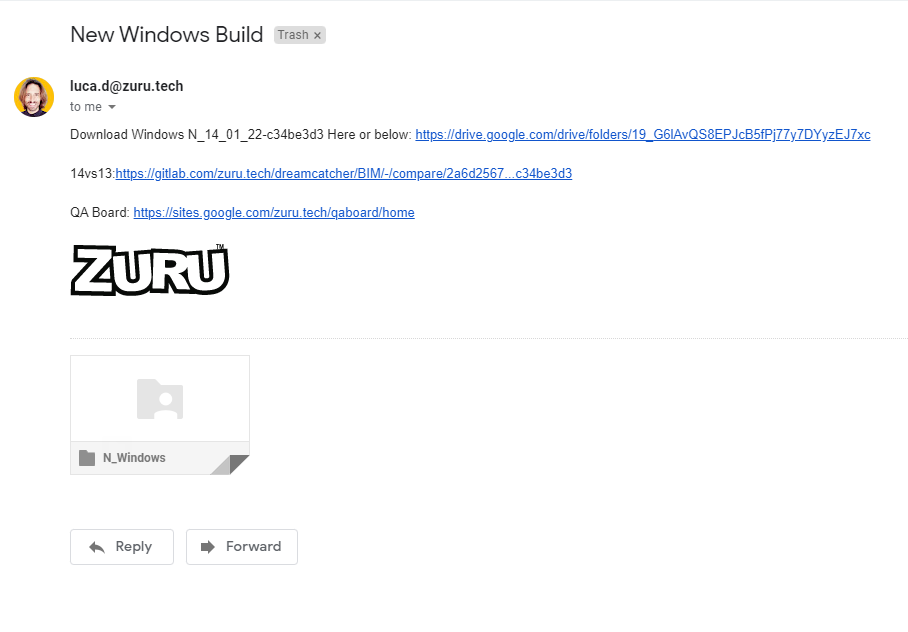 New Windows Build Trash ×
luca.d@zuru.tech
to me
Download Windows N_14_01_22-c34be3d3 Here or below: https://drive.google.com/drive/folders/19_G6lAvQS8EPJcB5fPj77y7DYyzEJ7xc
14vs13:https://gitlab.com/zuru.tech/dreamcatcher/BIM/-/compare/2a6d2567...c34be3d3
QA Board: https://sites.google.com/zuru.tech/qaboard/home
ZURU™
N_Windows
Reply Forward